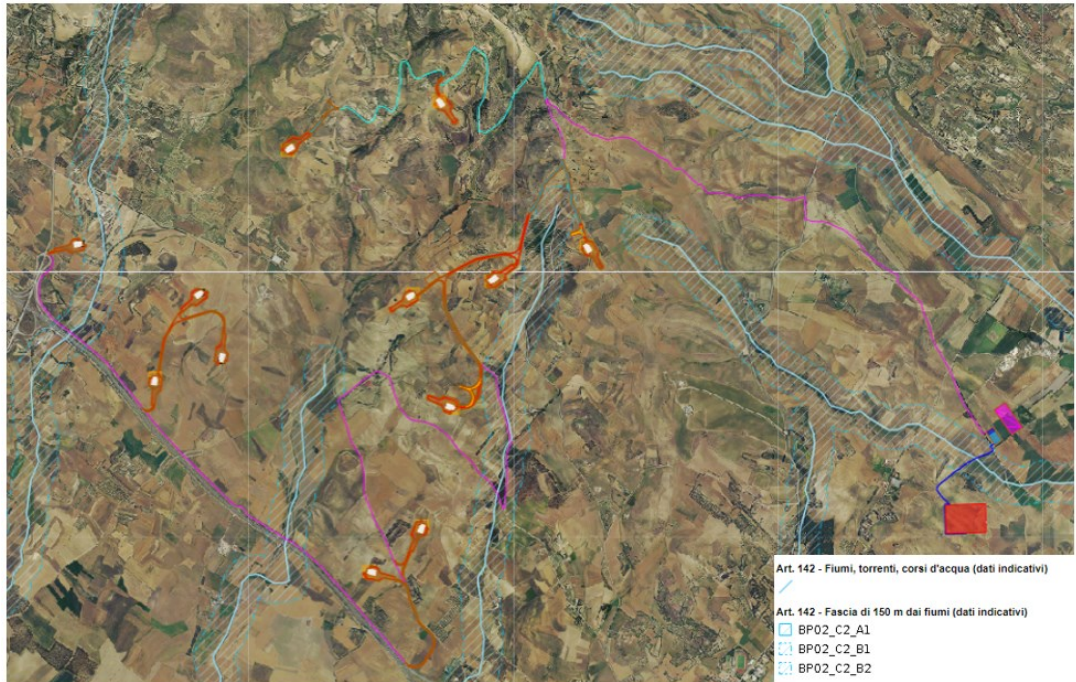 Art. 142 - Fiumi, torrenti, corsi d'acqua (dati indicativi)
Art. 142 - Fascia di 150 m dai fiumi (dati indicativi)
BP02_C2_A1
BP02_C2_B1
BP02_C2_B2